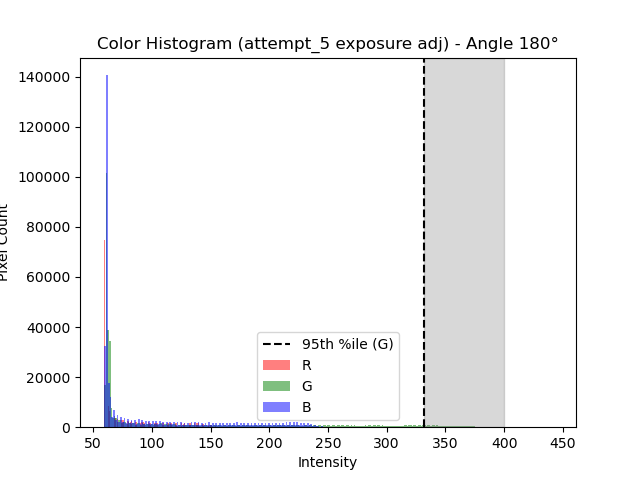 Color Histogram (attempt_5 exposure adj) - Angle 180°
140000
120000
100000
80000
60000
40000
20000
0
Pixel Count
95th %ile (G)
R
G
B
50 100 150 200 250 300 350 400 450
Intensity